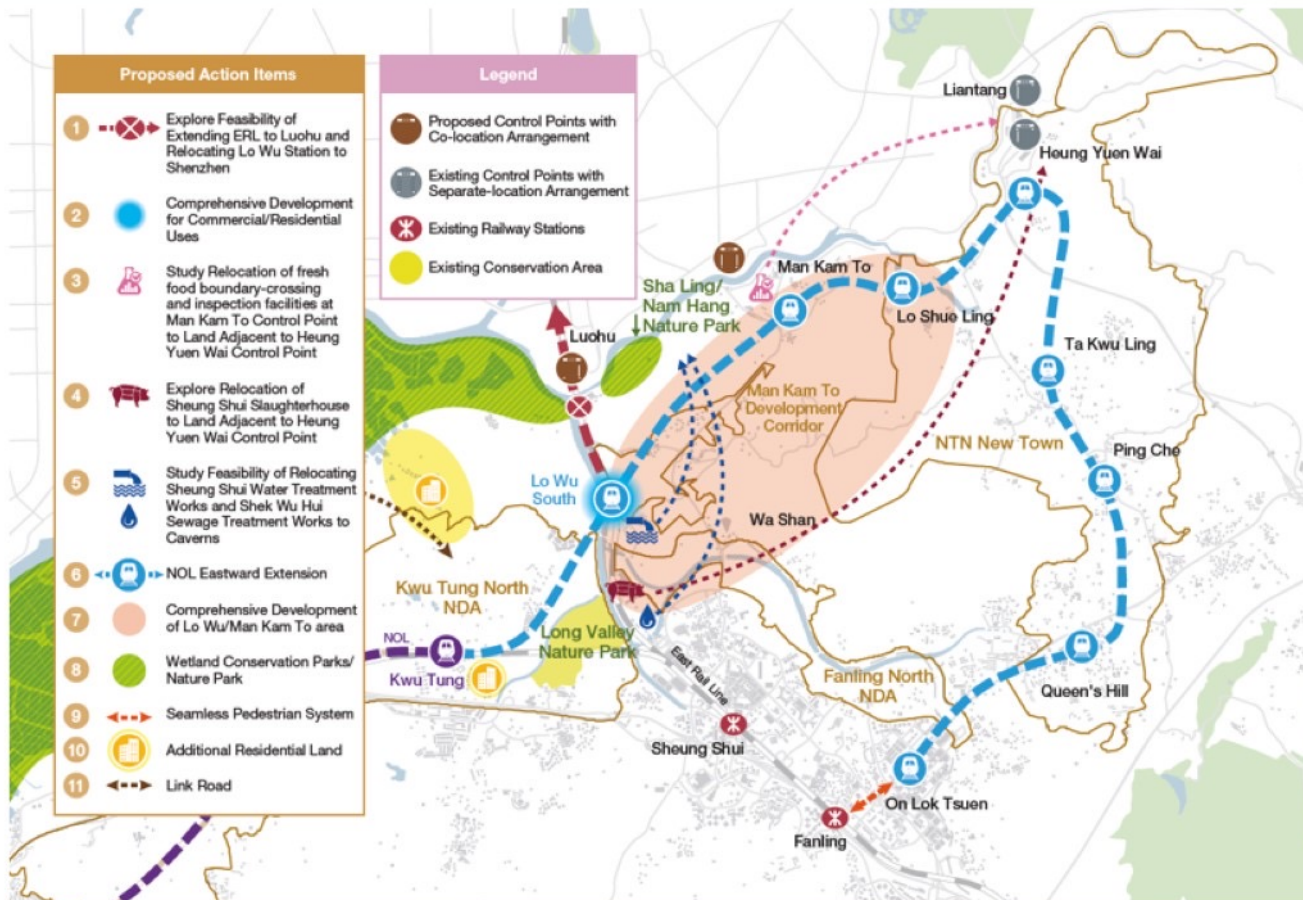 Proposed Action Items
1
Explore Feasibility of
Extending ERL to Luohu and
Relocating Lo Wu Station to
Shenzhen
2
Comprehensive Development
for Commercial/Residential
Uses
3
Study Relocation of fresh
food boundary-crossing
and inspection facilities at
Man Kam To Control Point
to Land Adjacent to Heung
Yuen Wai Control Point
4
Explore Relocation of
Sheung Shui Slaughterhouse
to Land Adjacent to Heung
Yuen Wai Control Point
5
Study Feasibility of Relocating
Sheung Shui Water Treatment
Works and Shek Wu Hui
Sewage Treatment Works to
Caverns
6
NOL Eastward Extension
7
Comprehensive Development
of Lo Wu/Man Kam To area
8
Wetland Conservation Parks/
Nature Park
9
Seamless Pedestrian System
10
Additional Residential Land
11
Link Road
Legend
Proposed Control Points with
Co-location Arrangement
Existing Control Points with
Separate-location Arrangement
Existing Railway Stations
Existing Conservation Area
Liantang
Heung Yuen Wai
Man Kam To
Sha Ling/
Nam Hang
Nature Park
Lo Shue Ling
Luohu
Ta Kwu Ling
Man Kam To
Development
Corridor
NTN New Town
Ping Che
Lo Wu
South
Wa Shan
Kwu Tung North
NDA
NOL
Kwu Tung
Long Valley
Nature Park
East Rail Line
Fanling North
NDA
Queen's Hill
Sheung Shui
On Lok Tsuen
Fanling